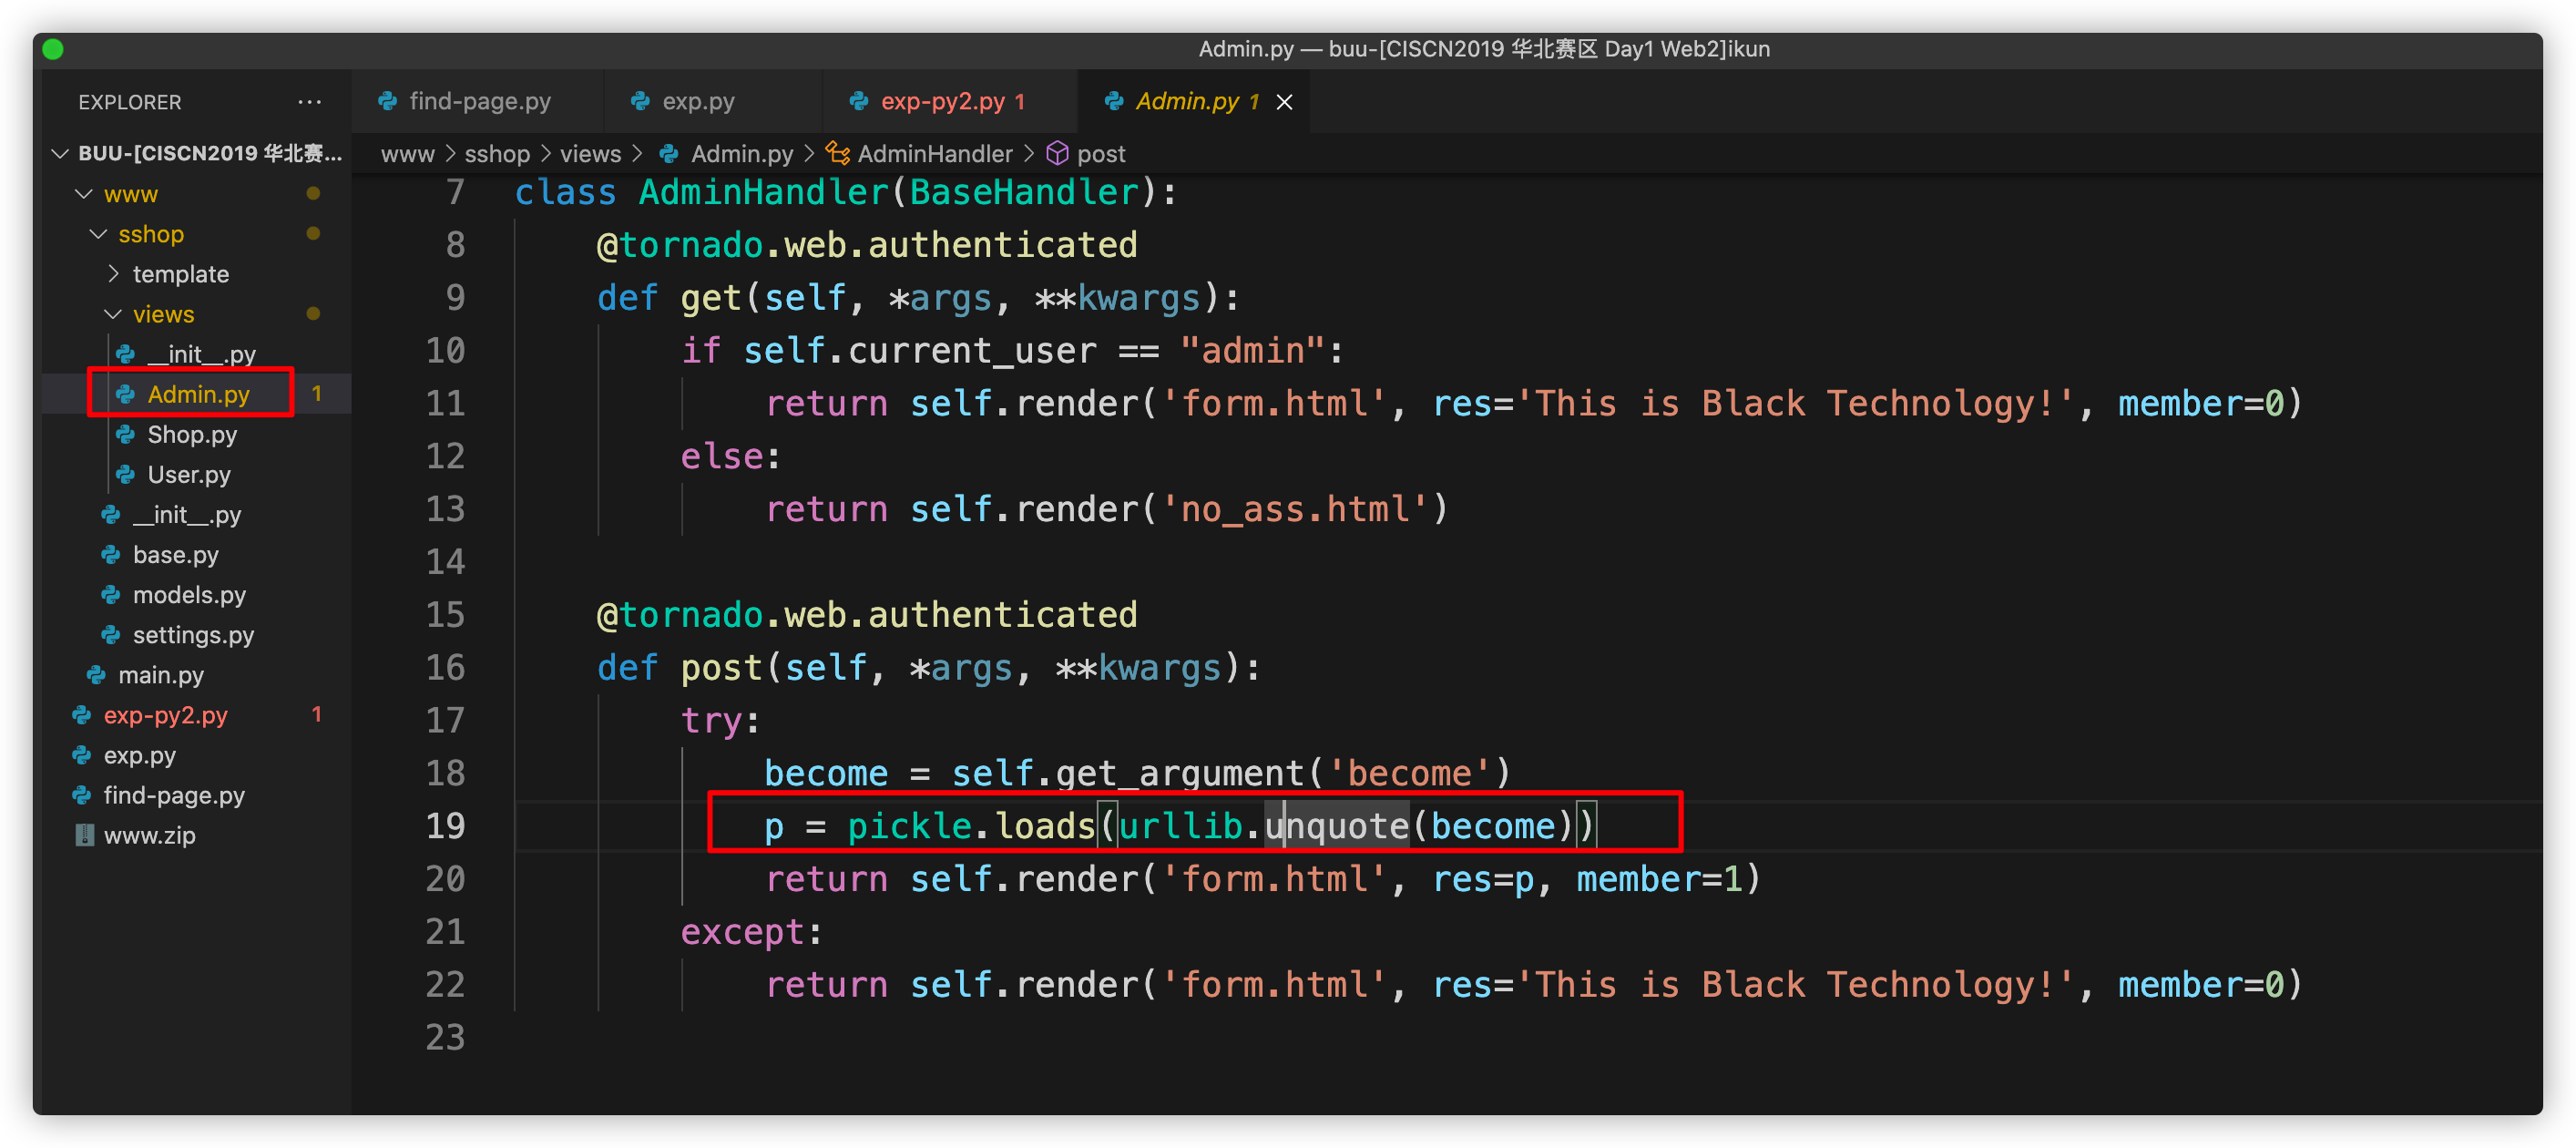 Admin.py — buu-[CISCN2019 华北赛区 Day1 Web2]ikun
EXPLORER ···
BUU-[CISCN2019 华北赛...
www
sshop
template
views
__init__.py
Admin.py 1
Shop.py
User.py
__init__.py
base.py
models.py
settings.py
main.py
exp-py2.py 1
exp.py
find-page.py
www.zip
find-page.py exp.py exp-py2.py 1 Admin.py 1
www > sshop > views > Admin.py > AdminHandler > post
7 class AdminHandler(BaseHandler):
8     @tornado.web.authenticated
9     def get(self, *args, **kwargs):
10         if self.current_user == "admin":
11             return self.render('form.html', res='This is Black Technology!', member=0)
12         else:
13             return self.render('no_ass.html')
14
15     @tornado.web.authenticated
16     def post(self, *args, **kwargs):
17         try:
18             become = self.get_argument('become')
19             p = pickle.loads(urllib.unquote(become))
20             return self.render('form.html', res=p, member=1)
21         except:
22             return self.render('form.html', res='This is Black Technology!', member=0)
23